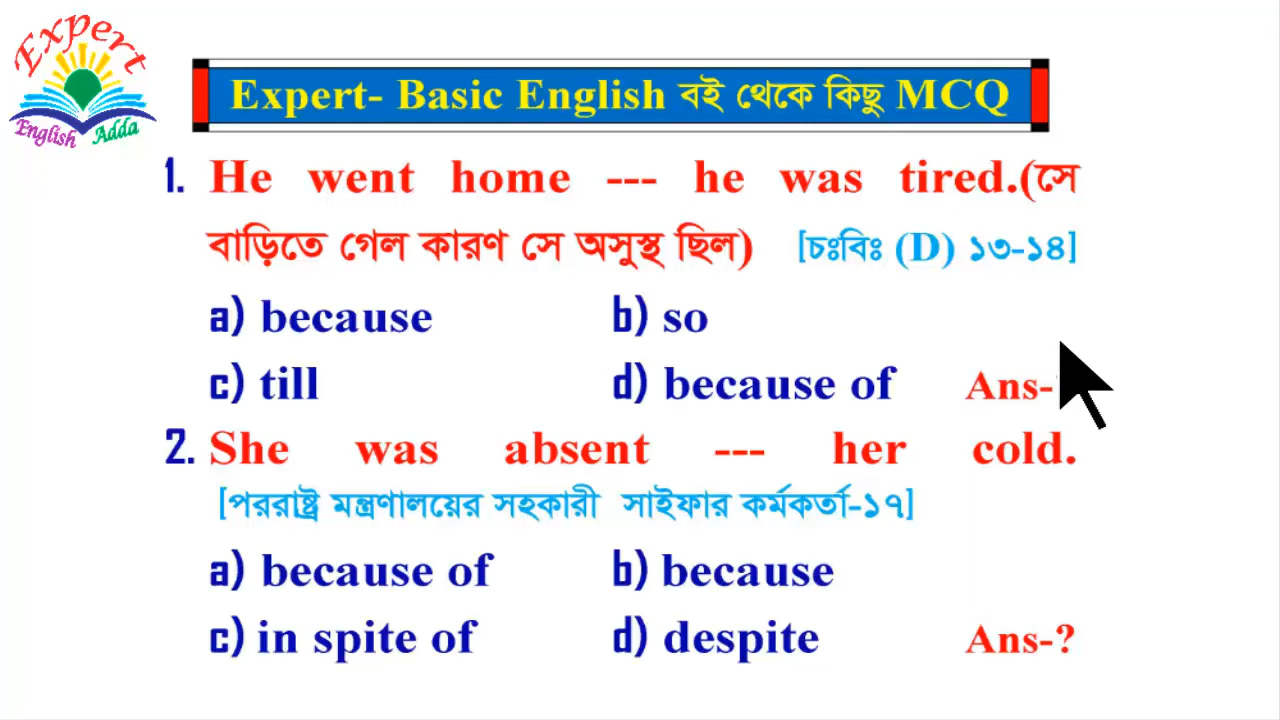 Expert
English Adda
Expert- Basic English বই থেকে কিছু MCQ
1. He went home --- he was tired.(সে
বাড়িতে গেল কারণ সে অসুস্থ ছিল) [চঃবিঃ (D) ১৩-১৪]
a) because b) so
c) till d) because of Ans-
2. She was absent --- her cold.
[পররাষ্ট্র মন্ত্রণালয়ের সহকারী সাইফার কর্মকর্তা-১৭]
a) because of b) because
c) in spite of d) despite Ans-?